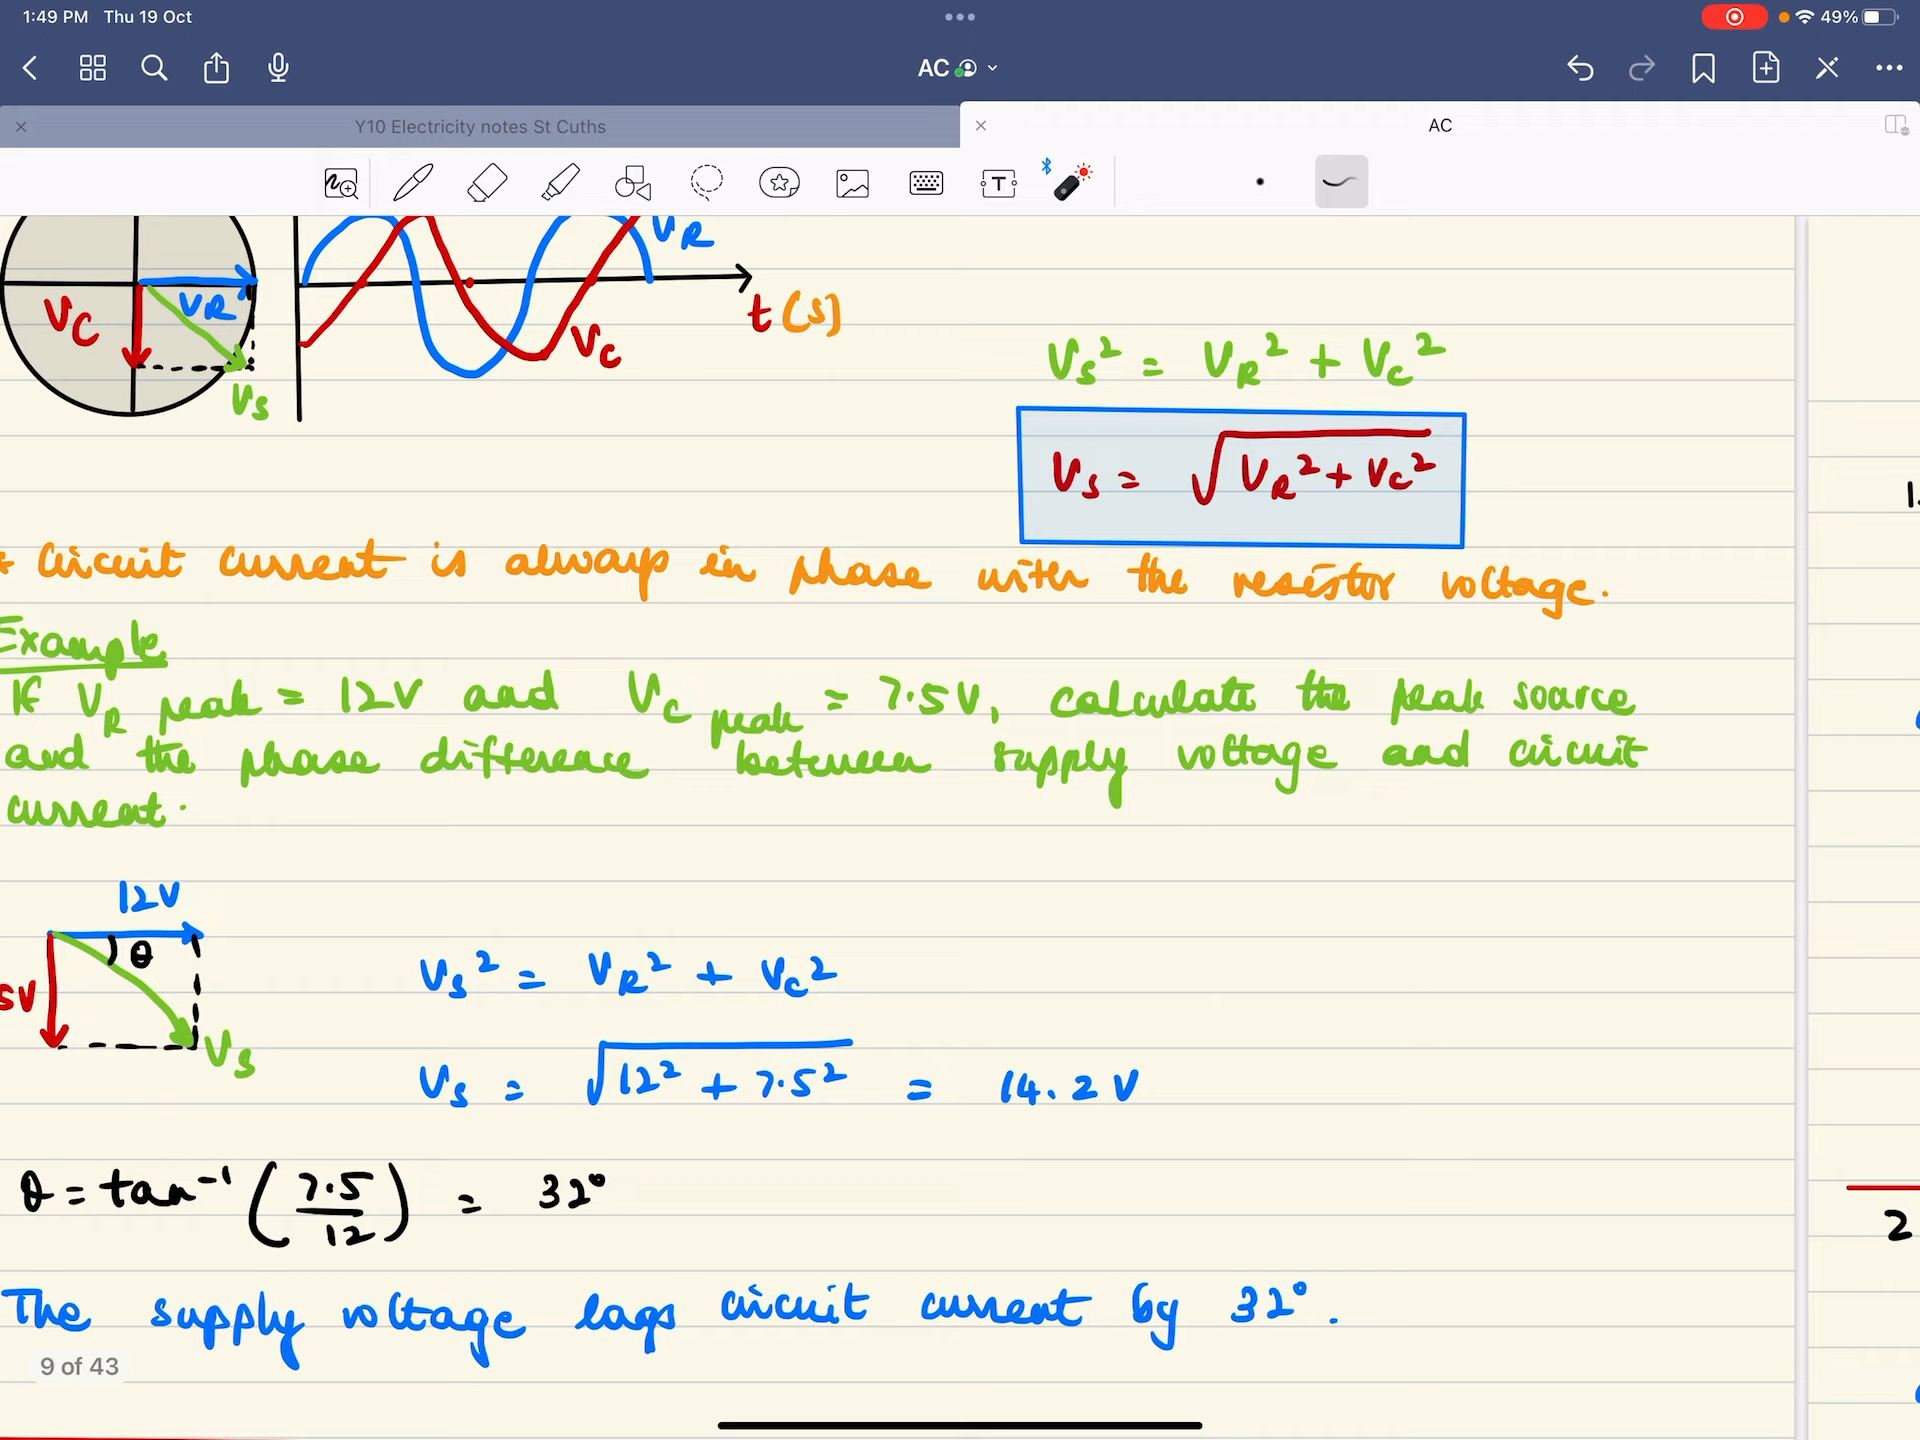 1:49 PM Thu 19 Oct
49%
AC
Y10 Electricity notes St Cuths
AC
T
VR
VC
VR
VS
VC
t(s)
Vs² = VR² + Vc²
Vs = √VR² + Vc²
Circuit current is always in phase with the resistor voltage.
Example
If VR peak = 12V and Vc peak = 7.5V, calculate the peak source
and the phase difference between supply voltage and circuit
current.
12V
θ
5V
Vs
Vs² = VR² + Vc²
Vs = √12² + 7.5² = 14.2V
θ = tan⁻¹ (7.5/12) = 32°
The supply voltage lags circuit current by 32°.
9 of 43
1.
2